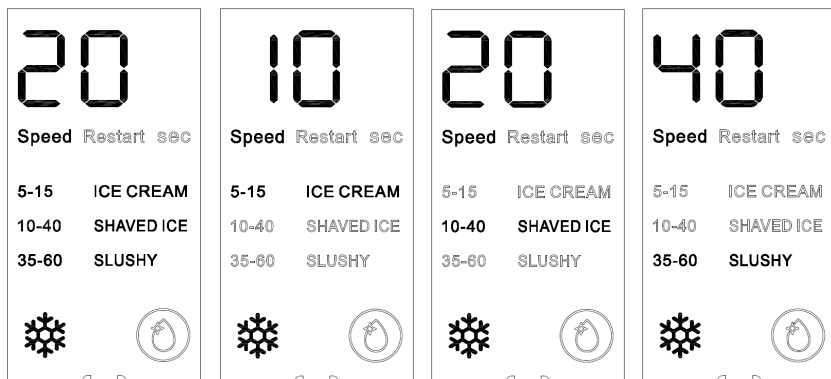 20
Speed Restart sec
5-15 ICE CREAM
10-40 SHAVED ICE
35-60 SLUSHY
10
Speed Restart sec
5-15 ICE CREAM
10-40 SHAVED ICE
35-60 SLUSHY
20
Speed Restart sec
5-15 ICE CREAM
10-40 SHAVED ICE
35-60 SLUSHY
40
Speed Restart sec
5-15 ICE CREAM
10-40 SHAVED ICE
35-60 SLUSHY